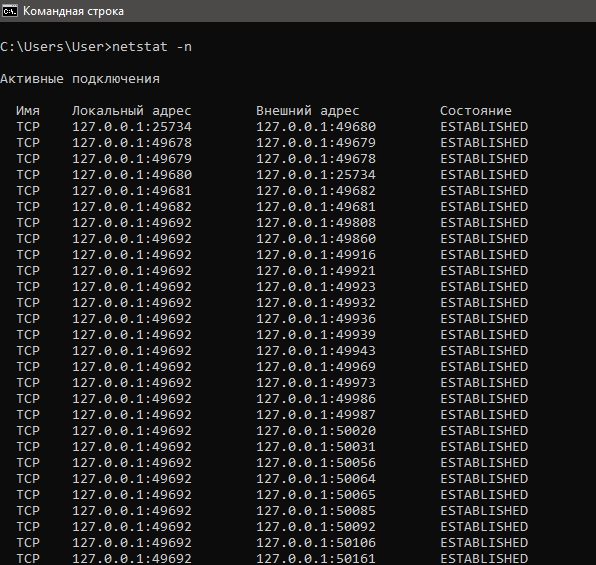 Командная строка
C:\Users\User>netstat -n
Активные подключения
Имя Локальный адрес Внешний адрес Состояние
TCP 127.0.0.1:25734 127.0.0.1:49680 ESTABLISHED
TCP 127.0.0.1:49678 127.0.0.1:49679 ESTABLISHED
TCP 127.0.0.1:49679 127.0.0.1:49678 ESTABLISHED
TCP 127.0.0.1:49680 127.0.0.1:25734 ESTABLISHED
TCP 127.0.0.1:49681 127.0.0.1:49682 ESTABLISHED
TCP 127.0.0.1:49682 127.0.0.1:49681 ESTABLISHED
TCP 127.0.0.1:49692 127.0.0.1:49808 ESTABLISHED
TCP 127.0.0.1:49692 127.0.0.1:49860 ESTABLISHED
TCP 127.0.0.1:49692 127.0.0.1:49916 ESTABLISHED
TCP 127.0.0.1:49692 127.0.0.1:49921 ESTABLISHED
TCP 127.0.0.1:49692 127.0.0.1:49923 ESTABLISHED
TCP 127.0.0.1:49692 127.0.0.1:49932 ESTABLISHED
TCP 127.0.0.1:49692 127.0.0.1:49936 ESTABLISHED
TCP 127.0.0.1:49692 127.0.0.1:49939 ESTABLISHED
TCP 127.0.0.1:49692 127.0.0.1:49943 ESTABLISHED
TCP 127.0.0.1:49692 127.0.0.1:49969 ESTABLISHED
TCP 127.0.0.1:49692 127.0.0.1:49973 ESTABLISHED
TCP 127.0.0.1:49692 127.0.0.1:49986 ESTABLISHED
TCP 127.0.0.1:49692 127.0.0.1:49987 ESTABLISHED
TCP 127.0.0.1:49692 127.0.0.1:50020 ESTABLISHED
TCP 127.0.0.1:49692 127.0.0.1:50031 ESTABLISHED
TCP 127.0.0.1:49692 127.0.0.1:50056 ESTABLISHED
TCP 127.0.0.1:49692 127.0.0.1:50064 ESTABLISHED
TCP 127.0.0.1:49692 127.0.0.1:50065 ESTABLISHED
TCP 127.0.0.1:49692 127.0.0.1:50085 ESTABLISHED
TCP 127.0.0.1:49692 127.0.0.1:50092 ESTABLISHED
TCP 127.0.0.1:49692 127.0.0.1:50106 ESTABLISHED
TCP 127.0.0.1:49692 127.0.0.1:50161 ESTABLISHED